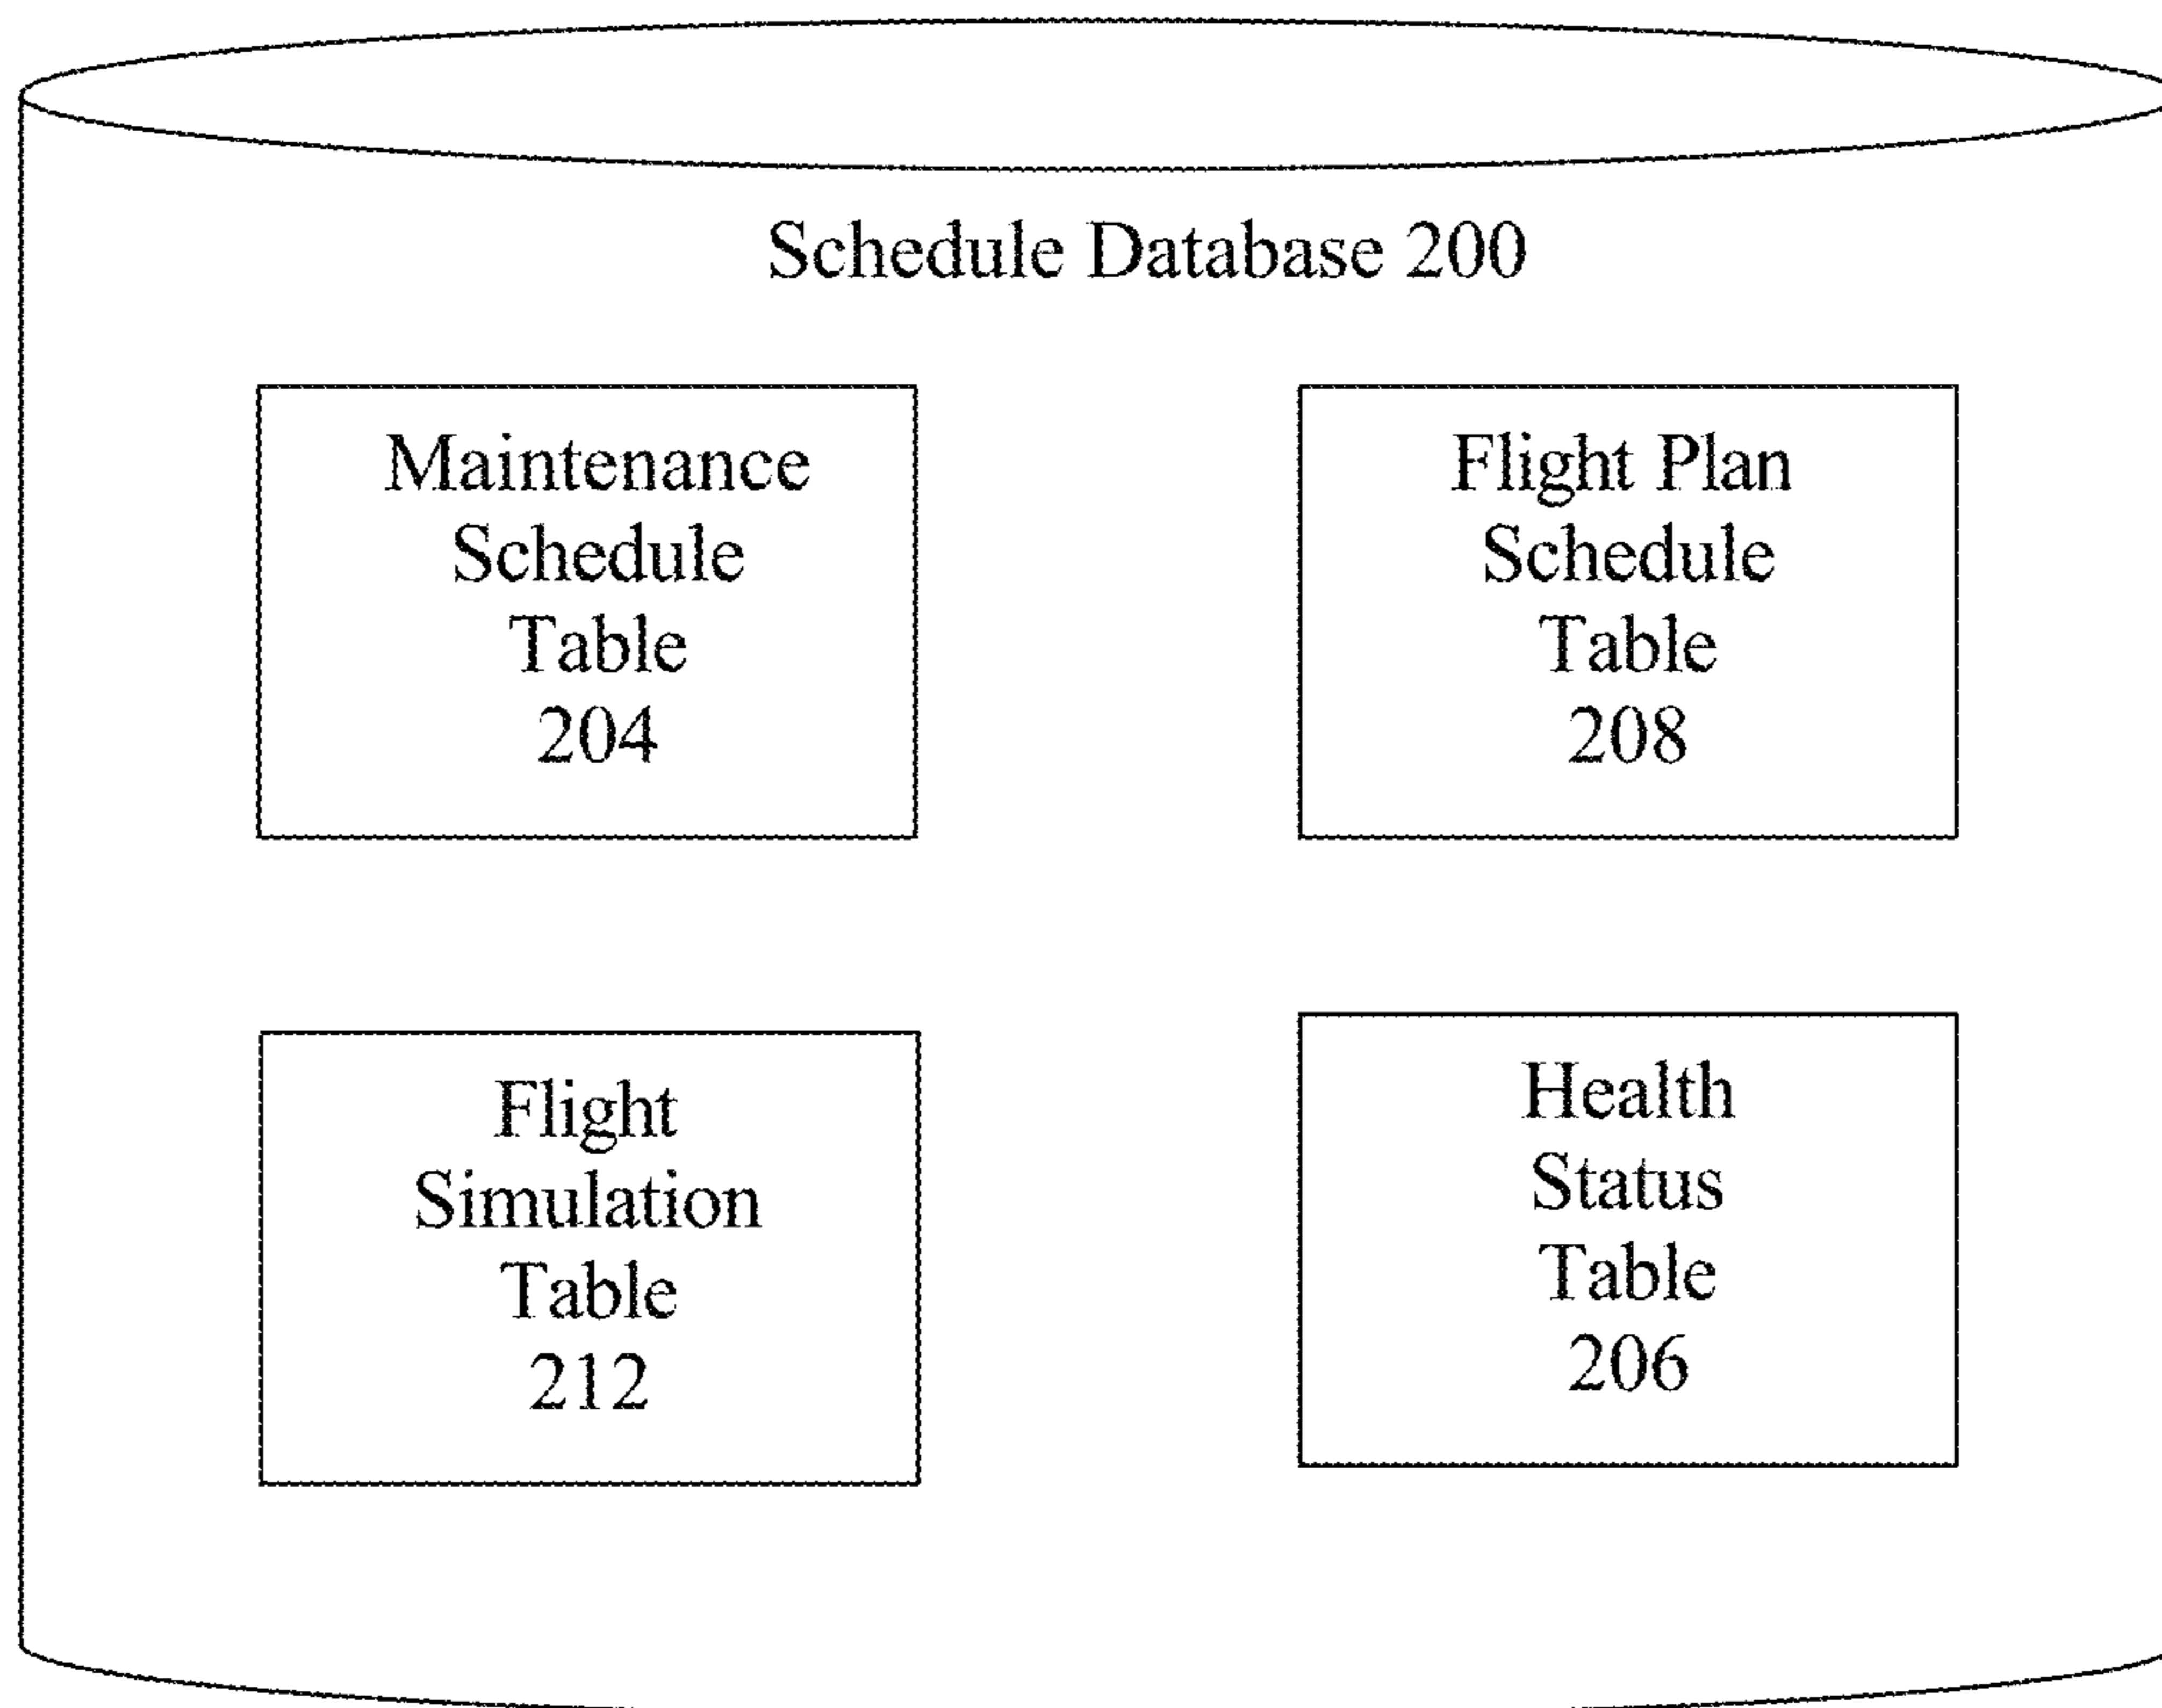 Schedule Database 200
Maintenance
Schedule
Table
204
Flight Plan
Schedule
Table
208
Flight
Simulation
Table
212
Health
Status
Table
206